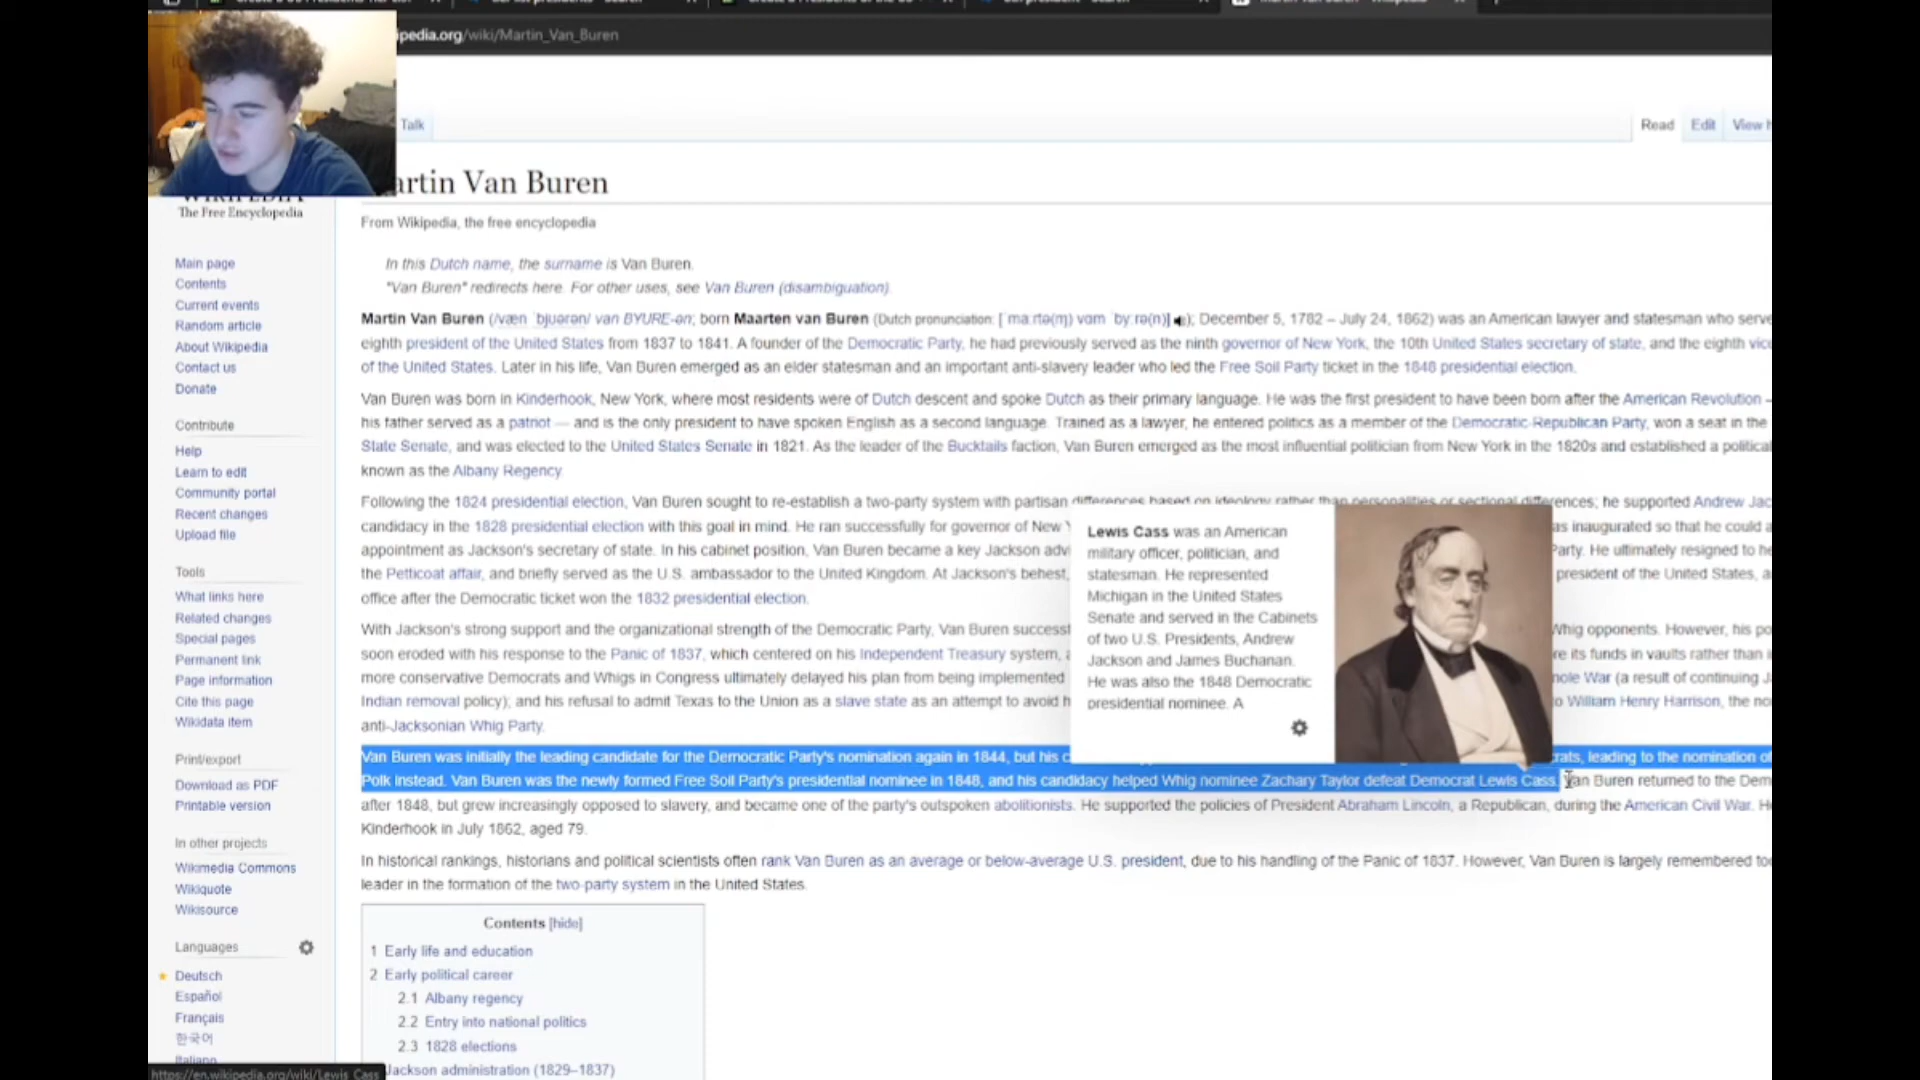 ipedia.org/wiki/Martin_Van_Buren
Talk
Read Edit View h
artin Van Buren
The Free Encyclopedia
From Wikipedia, the free encyclopedia
Main page
Contents
Current events
Random article
About Wikipedia
Contact us
Donate
Contribute
Help
Learn to edit
Community portal
Recent changes
Upload file
Tools
What links here
Related changes
Special pages
Permanent link
Page information
Cite this page
Wikidata item
Print/export
Download as PDF
Printable version
In other projects
Wikimedia Commons
Wikiquote
Wikisource
Languages
Deutsch
Español
Français
한국어
Italiano
https://en.wikipedia.org/wiki/Lewis_Cass
In this Dutch name, the surname is Van Buren.
"Van Buren" redirects here. For other uses, see Van Buren (disambiguation).
Martin Van Buren (/væn ˈbjʊərən/ van BYURE-ən; born Maarten van Buren (Dutch pronunciation: December 5, 1782 – July 24, 1862) was an American lawyer and statesman who serve
eighth president of the United States from 1837 to 1841. A founder of the Democratic Party, he had previously served as the ninth governor of New York, the 10th United States secretary of state, and the eighth vice
of the United States. Later in his life, Van Buren emerged as an elder statesman and an important anti-slavery leader who led the Free Soil Party ticket in the 1848 presidential election.
Van Buren was born in Kinderhook, New York, where most residents were of Dutch descent and spoke Dutch as their primary language. He was the first president to have been born after the American Revolution –
his father served as a patriot — and is the only president to have spoken English as a second language. Trained as a lawyer, he entered politics as a member of the Democratic-Republican Party, won a seat in the
State Senate, and was elected to the United States Senate in 1821. As the leader of the Bucktails faction, Van Buren emerged as the most influential politician from New York in the 1820s and established a political
known as the Albany Regency.
Following the 1824 presidential election, Van Buren sought to re-establish a two-party system with partisan differences based on ideology rather than personalities or sectional differences; he supported Andrew Jac
candidacy in the 1828 presidential election with this goal in mind. He ran successfully for governor of New Y as inaugurated so that he could a
appointment as Jackson's secretary of state. In his cabinet position, Van Buren became a key Jackson advi Party. He ultimately resigned to he
the Petticoat affair, and briefly served as the U.S. ambassador to the United Kingdom. At Jackson's behest, president of the United States, a
office after the Democratic ticket won the 1832 presidential election.
With Jackson's strong support and the organizational strength of the Democratic Party, Van Buren success Whig opponents. However, his po
soon eroded with his response to the Panic of 1837, which centered on his Independent Treasury system, a re its funds in vaults rather than i
more conservative Democrats and Whigs in Congress ultimately delayed his plan from being implemented nole War (a result of continuing J
Indian removal policy); and his refusal to admit Texas to the Union as a slave state as an attempt to avoid h o William Henry Harrison, the no
anti-Jacksonian Whig Party.
Lewis Cass was an American
military officer, politician, and
statesman. He represented
Michigan in the United States
Senate and served in the Cabinets
of two U.S. Presidents, Andrew
Jackson and James Buchanan.
He was also the 1848 Democratic
presidential nominee. A
Van Buren was initially the leading candidate for the Democratic Party's nomination again in 1844, but his c rats, leading to the nomination of
Polk instead. Van Buren was the newly formed Free Soil Party's presidential nominee in 1848, and his candidacy helped Whig nominee Zachary Taylor defeat Democrat Lewis Cass. Van Buren returned to the Dem
after 1848, but grew increasingly opposed to slavery, and became one of the party's outspoken abolitionists. He supported the policies of President Abraham Lincoln, a Republican, during the American Civil War. H
Kinderhook in July 1862, aged 79.
In historical rankings, historians and political scientists often rank Van Buren as an average or below-average U.S. president, due to his handling of the Panic of 1837. However, Van Buren is largely remembered to
leader in the formation of the two-party system in the United States.
Contents [hide]
1 Early life and education
2 Early political career
2.1 Albany regency
2.2 Entry into national politics
2.3 1828 elections
Jackson administration (1829–1837)